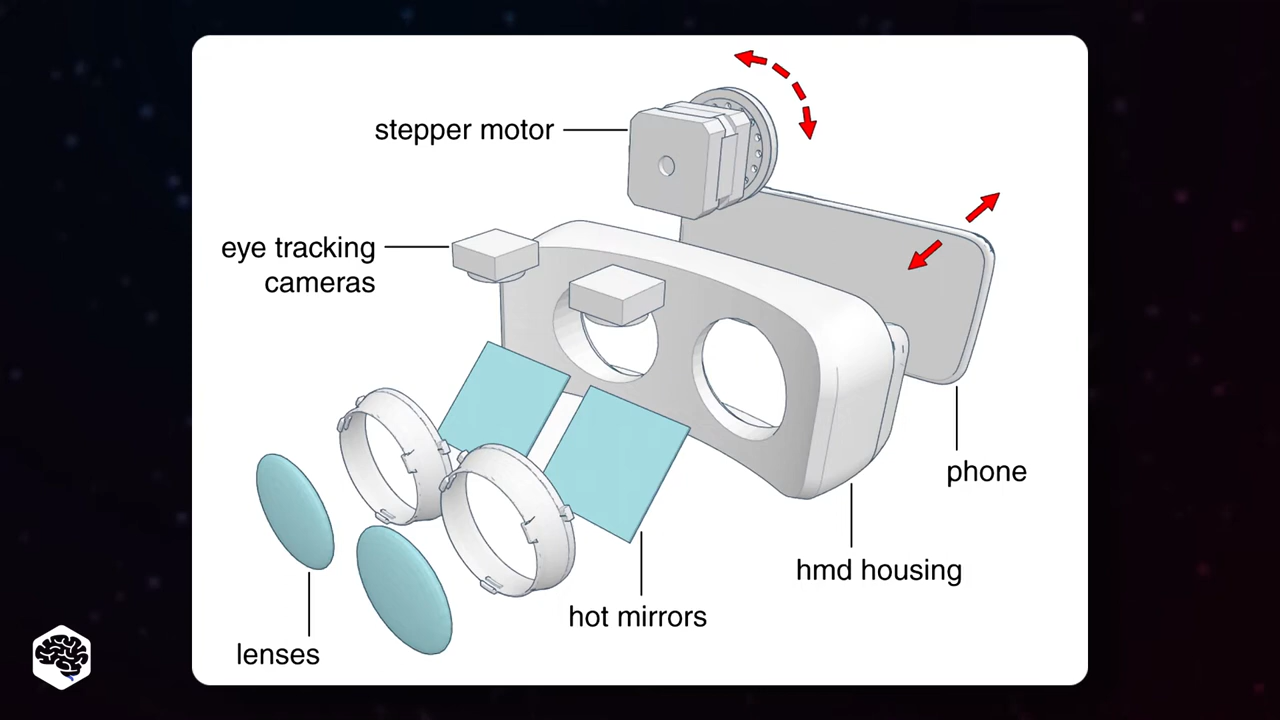 stepper motor
eye tracking
cameras
phone
hmd housing
hot mirrors
lenses